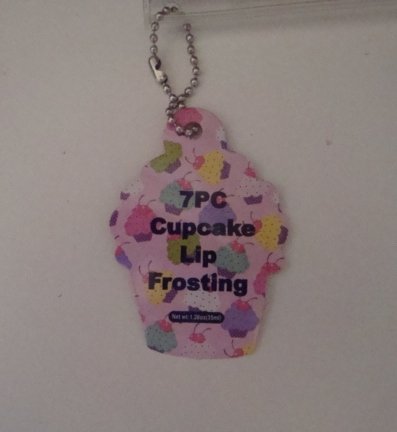 7PC
Cupcake
Lip
Frosting
Net wt: 1.28oz(35ml)